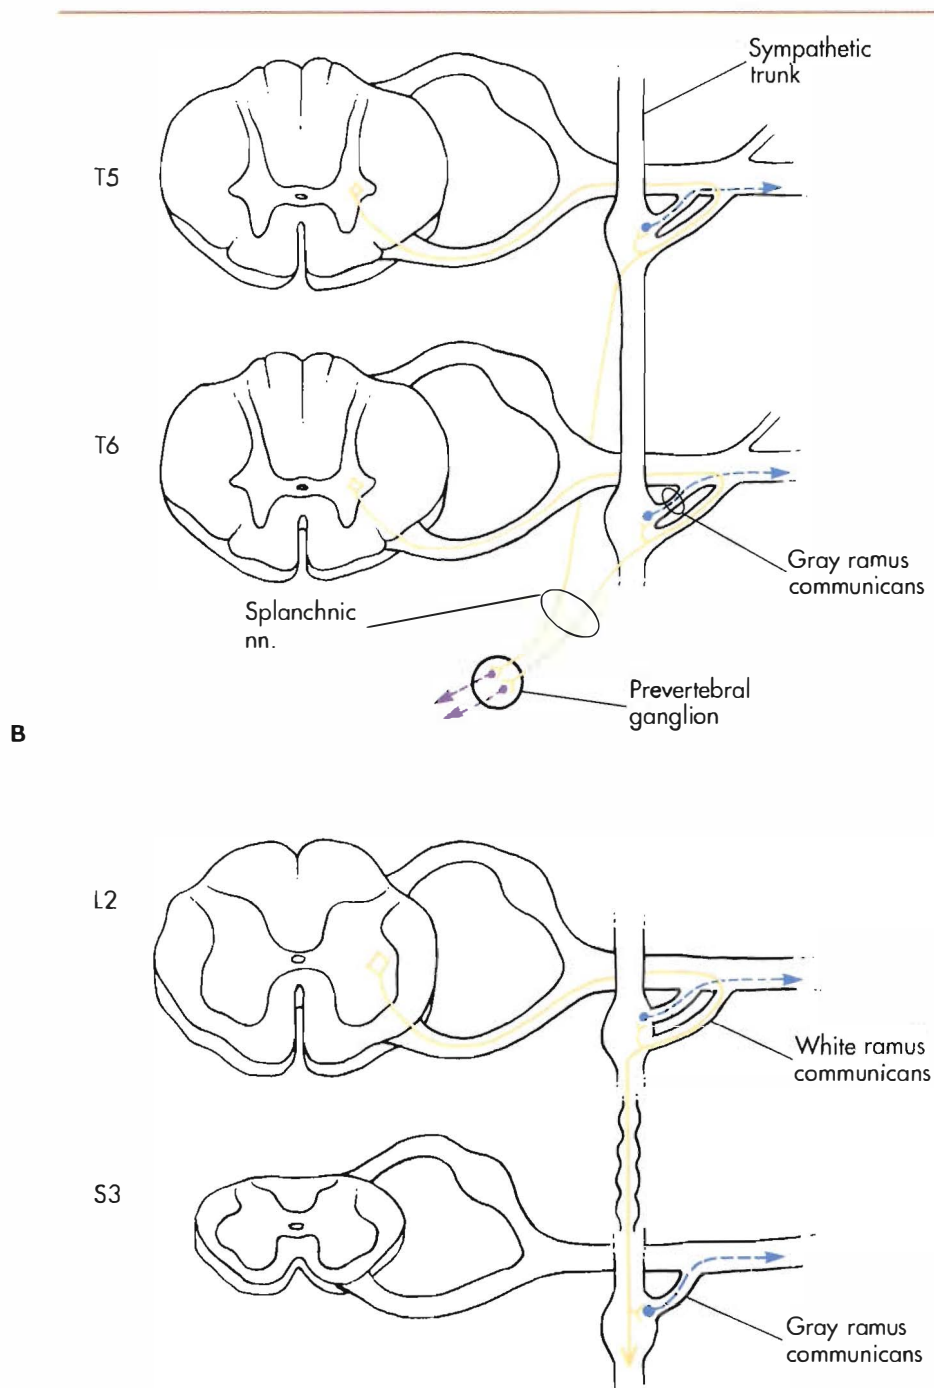 Sympathetic
trunk
T5
T6
Gray ramus
communicans
Splanchnic
nn.
Prevertebral
ganglion
B
L2
White ramus
communicans
S3
Gray ramus
communicans